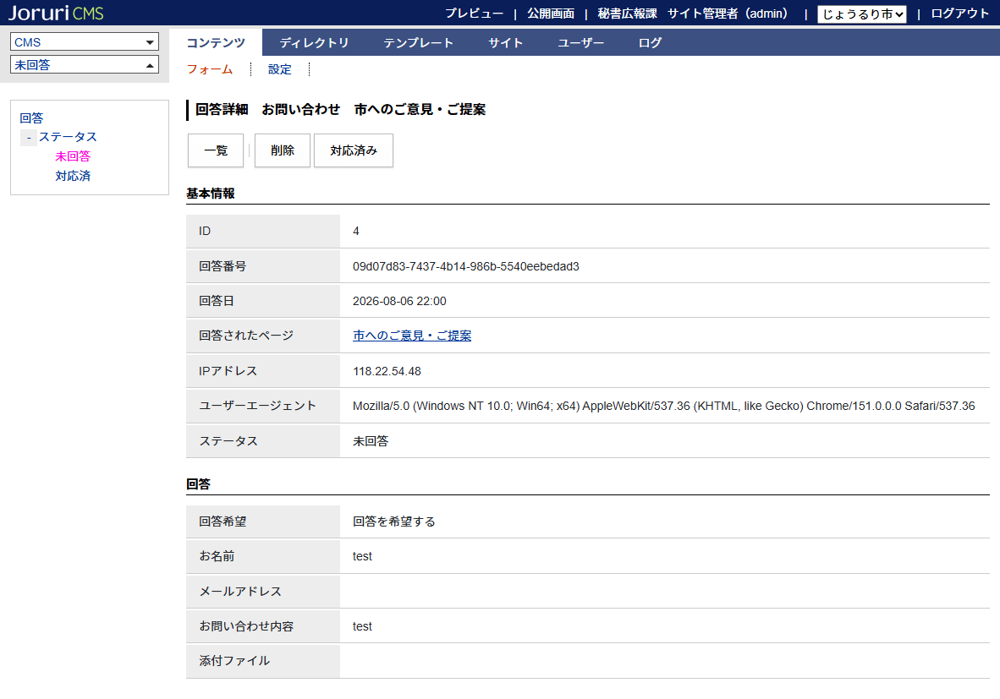 Joruri CMS プレビュー | 公開画面 | 秘書広報課 サイト管理者（admin） | じょうるり市 | ログアウト
CMS
未回答
コンテンツ ディレクトリ テンプレート サイト ユーザー ログ
フォーム 設定
回答
- ステータス
未回答
対応済
回答詳細 お問い合わせ 市へのご意見・ご提案
一覧 削除 対応済み
基本情報
ID 4
回答番号 09d07d83-7437-4b14-986b-5540eebedad3
回答日 2026-08-06 22:00
回答されたページ 市へのご意見・ご提案
IPアドレス 118.22.54.48
ユーザーエージェント Mozilla/5.0 (Windows NT 10.0; Win64; x64) AppleWebKit/537.36 (KHTML, like Gecko) Chrome/151.0.0.0 Safari/537.36
ステータス 未回答
回答
回答希望 回答を希望する
お名前 test
メールアドレス
お問い合わせ内容 test
添付ファイル